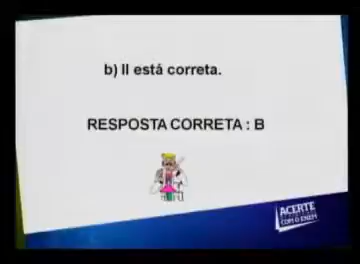 b) II está correta.
RESPOSTA CORRETA : B
ACERTE
COM O ENEM